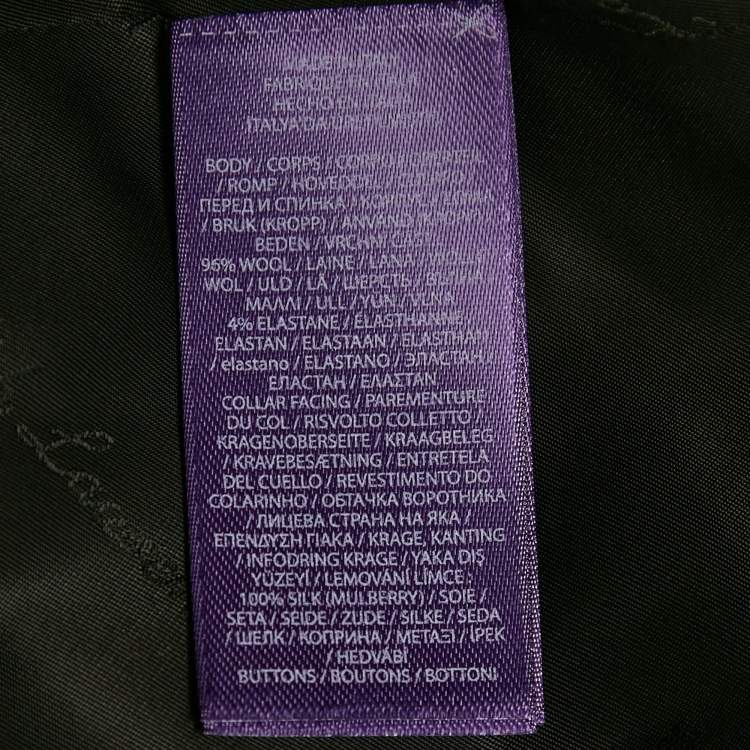 BODY / CORPS /
/ ROMP /
ПЕРЕД И СПИНКА /
/ BRUK (KROPP) /
BEDEN / VRCHNÍ ČÁST
96% WOOL / LAINE / LANA /
WOL / ULD / LÃ / ШЕРСТЬ /
ΜΑΛΛΙ / ULL / YÜN / VLNA
4% ELASTANE / ELASTHANNE
ELASTAN / ELASTAAN / ELASTHAN
/ elastano / ELASTANO / ЭЛАСТАН /
ЕЛАСТАН / ΕΛΑΣΤΑΝ
COLLAR FACING / PAREMENTURE
DU COL / RISVOLTO COLLETTO /
KRAGENOBERSEITE / KRAAGBELEG
/ KRAVEBESÆTNING / ENTRETELA
DEL CUELLO / REVESTIMENTO DO
COLARINHO / ОБТАЧКА ВОРОТНИКА
/ ЛИЦЕВА СТРАНА НА ЯКА /
ΕΠΕΝΔΥΣΗ ΓΙΑΚΑ / KRAGE, KANTING
/ INFODRING KRAGE / YAKA DIŞ
YÜZEYİ / LEMOVÁNÍ LÍMCE :
100% SILK (MULBERRY) / SOIE /
SETA / SEIDE / ZIJDE / SILKE / SEDA
/ ШЕЛК / КОПРИНА / ΜΕΤΑΞΙ / İPEK
/ HEDVÁBÍ
BUTTONS / BOUTONS / BOTTONI